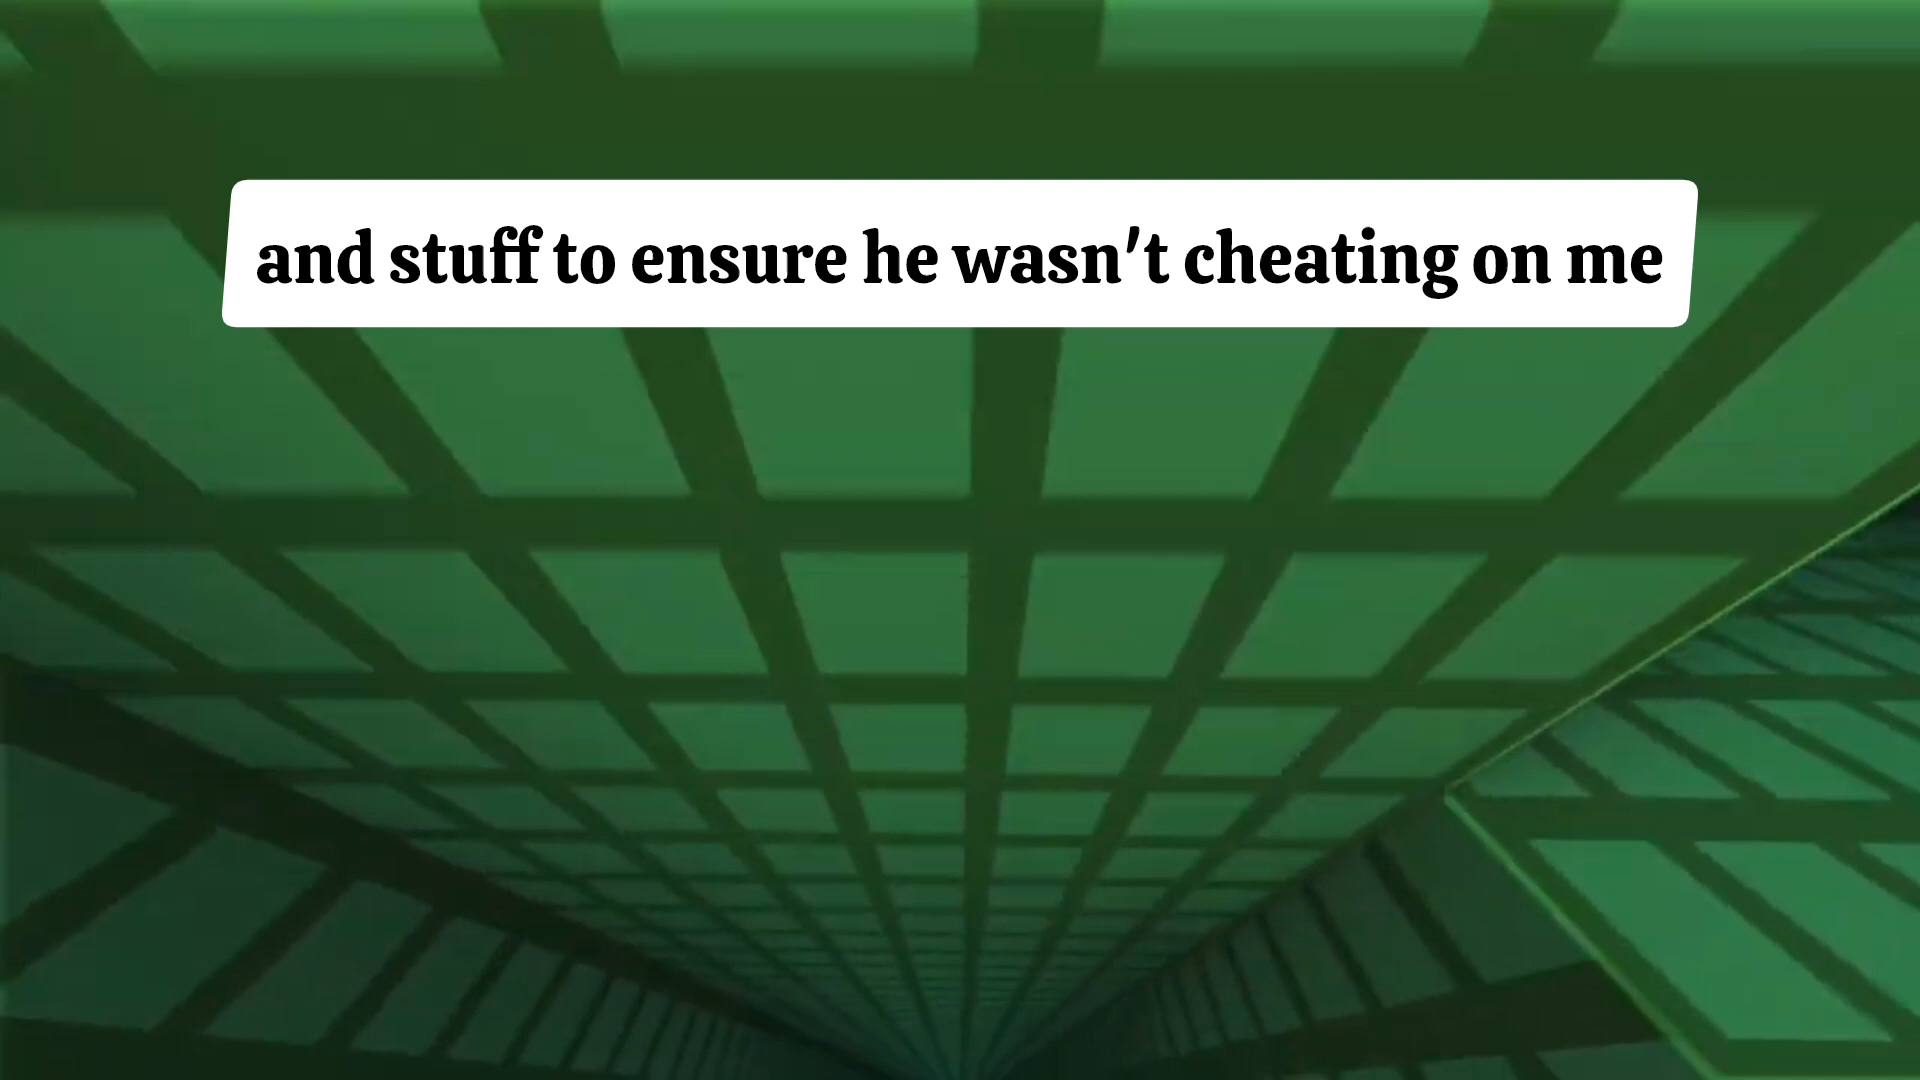 and stuff to ensure he wasn't cheating on me